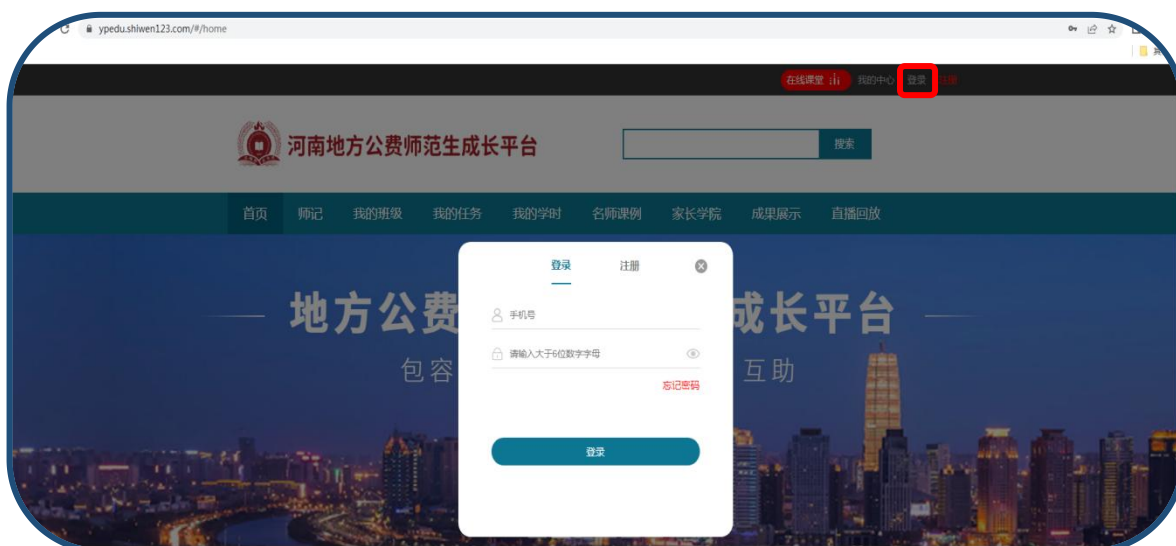 ypedu.shiwen123.com/#/home
在线课堂 我的中心 登录 注册
河南地方公费师范生成长平台 搜索
首页 师记 我的班级 我的任务 我的学时 名师课例 家长学院 成果展示 直播回放
登录 注册
地方公费 成长平台
手机号
请输入大于6位数字字母
包容 互助
忘记密码
登录